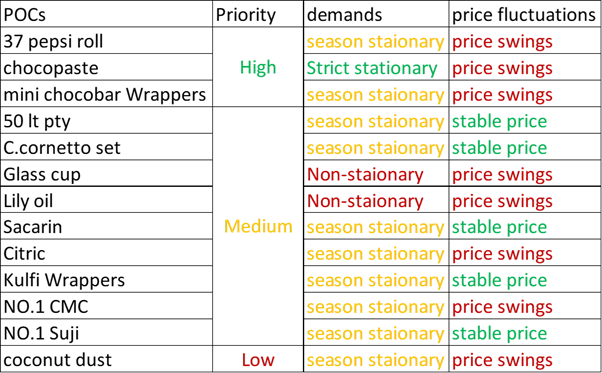 POCs Priority demands price fluctuations
37 pepsi roll season staionary price swings
chocopaste High Strict stationary price swings
mini chocobar Wrappers season staionary price swings
50 lt pty season staionary stable price
C.cornetto set season staionary stable price
Glass cup Non-staionary price swings
Lily oil Non-staionary price swings
Sacarin Medium season staionary stable price
Citric season staionary price swings
Kulfi Wrappers season staionary stable price
NO.1 CMC season staionary price swings
NO.1 Suji season staionary stable price
coconut dust Low season staionary price swings